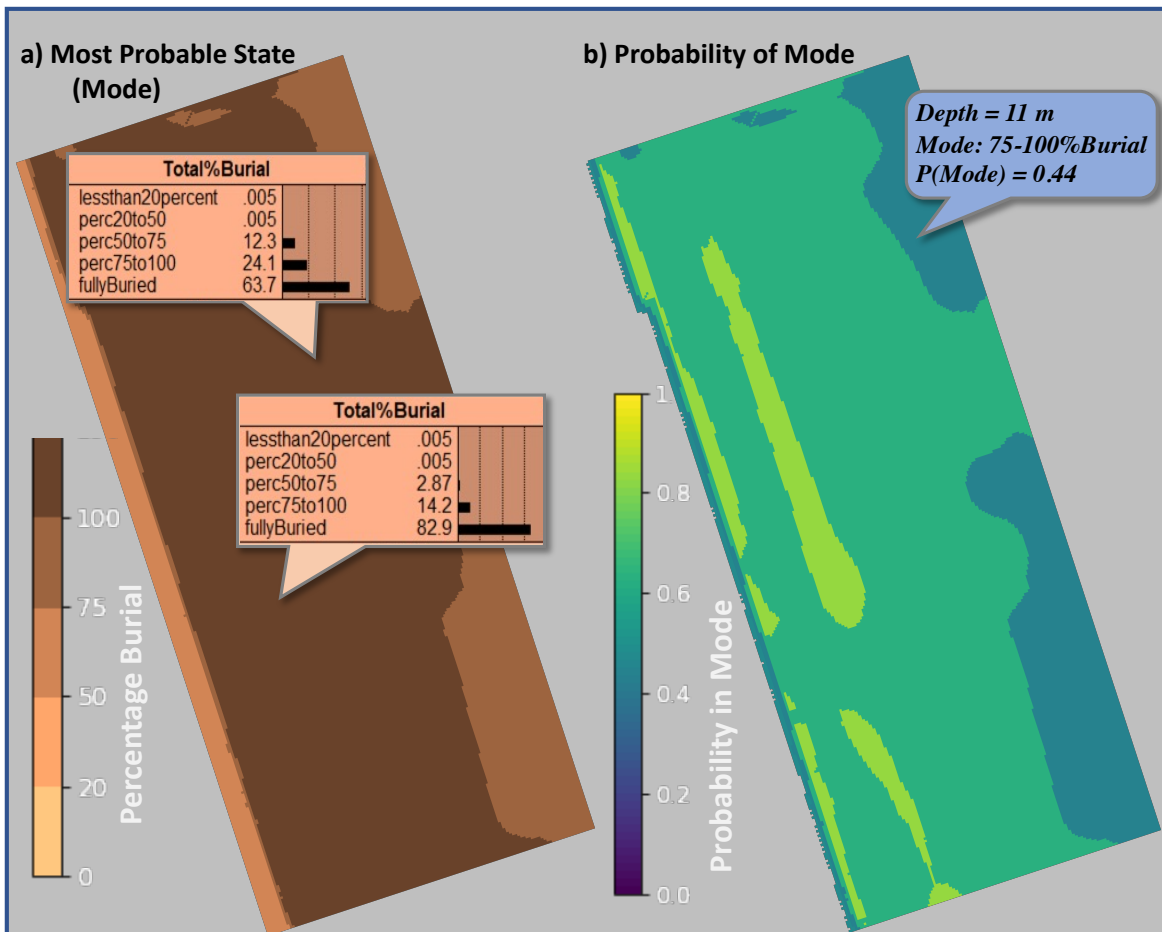 a) Most Probable State
(Mode)
Total%Burial
lessthan20percent .005
perc20to50 .005
perc50to75 12.3
perc75to100 24.1
fullyBuried 63.7
Total%Burial
lessthan20percent .005
perc20to50 .005
perc50to75 2.87
perc75to100 14.2
fullyBuried 82.9
100
75
50
20
0
Percentage Burial
b) Probability of Mode
Depth = 11 m
Mode: 75-100%Burial
P(Mode) = 0.44
1
0.8
0.6
0.4
0.2
0.0
Probability in Mode